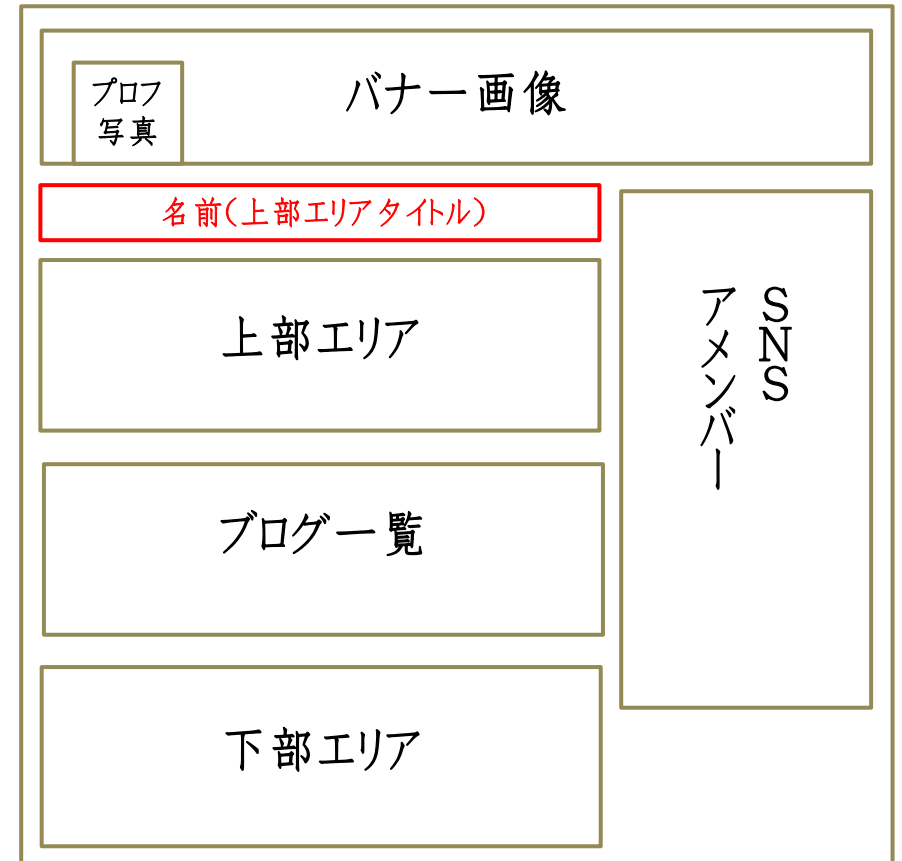 プロフ
写真
バナー画像
名前(上部エリアタイトル)
上部エリア
SNS
アメンバー
ブログ一覧
下部エリア